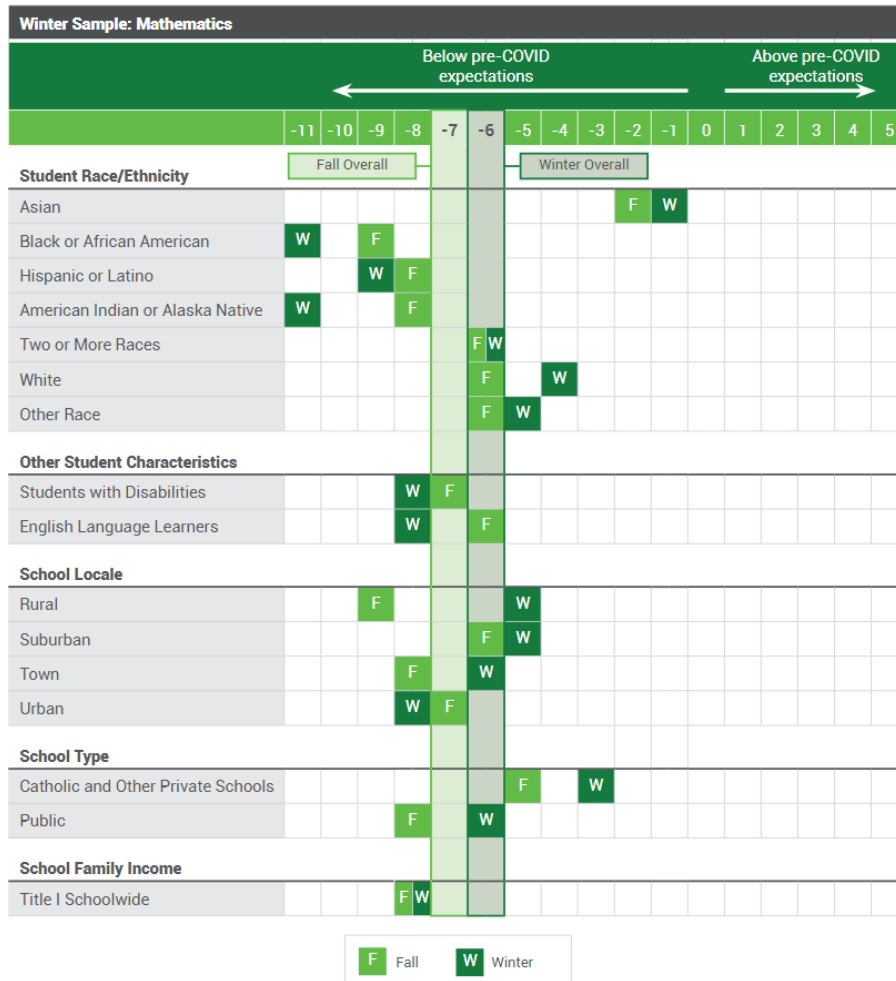 Winter Sample: Mathematics
Below pre-COVID
expectations
Above pre-COVID
expectations
-11 -10 -9 -8 -7 -6 -5 -4 -3 -2 -1 0 1 2 3 4 5
Fall Overall Winter Overall
Student Race/Ethnicity
Asian F W
Black or African American W F
Hispanic or Latino W F
American Indian or Alaska Native W F
Two or More Races F W
White F W
Other Race F W
Other Student Characteristics
Students with Disabilities W F
English Language Learners W F
School Locale
Rural F W
Suburban F W
Town F W
Urban W F
School Type
Catholic and Other Private Schools F W
Public F W
School Family Income
Title I Schoolwide F W
F Fall W Winter